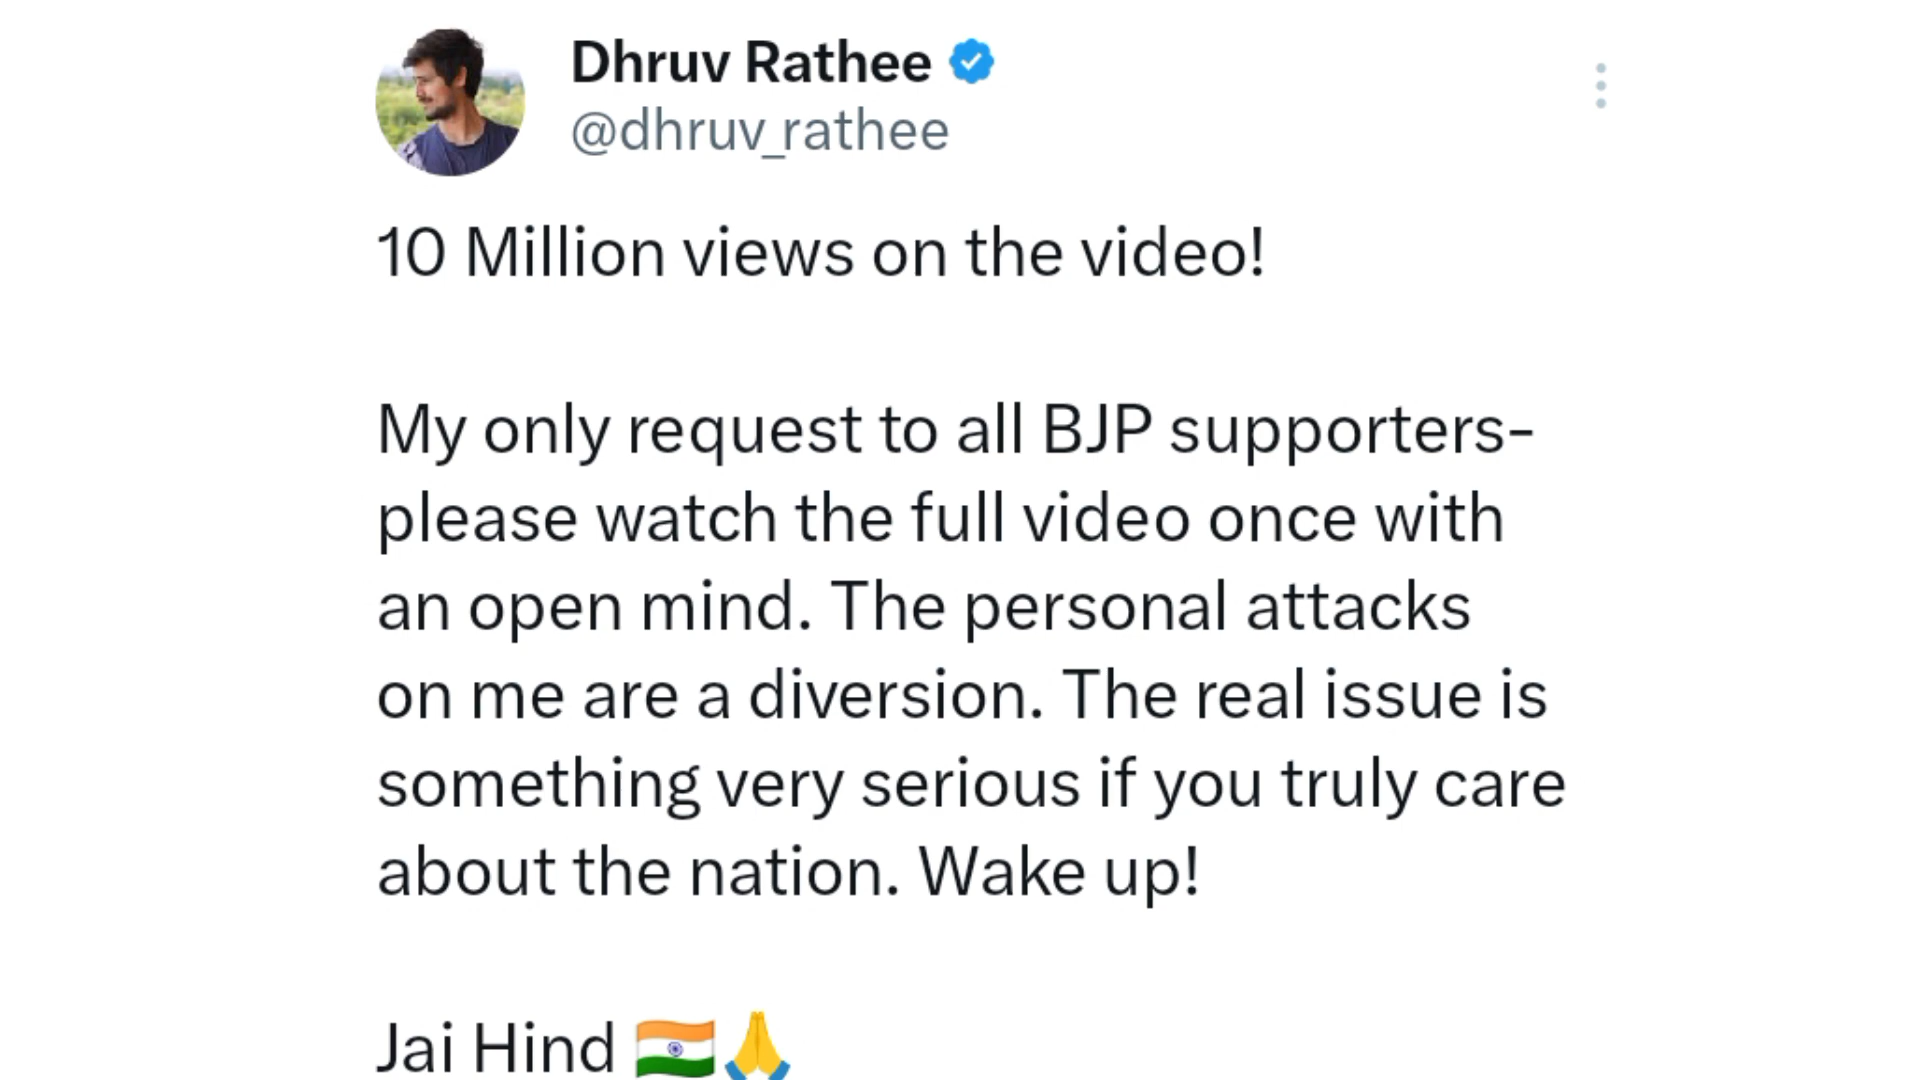 Dhruv Rathee
@dhruv_rathee
10 Million views on the video!
My only request to all BJP supporters-
please watch the full video once with
an open mind. The personal attacks
on me are a diversion. The real issue is
something very serious if you truly care
about the nation. Wake up!
Jai Hind 🇮🇳🙏